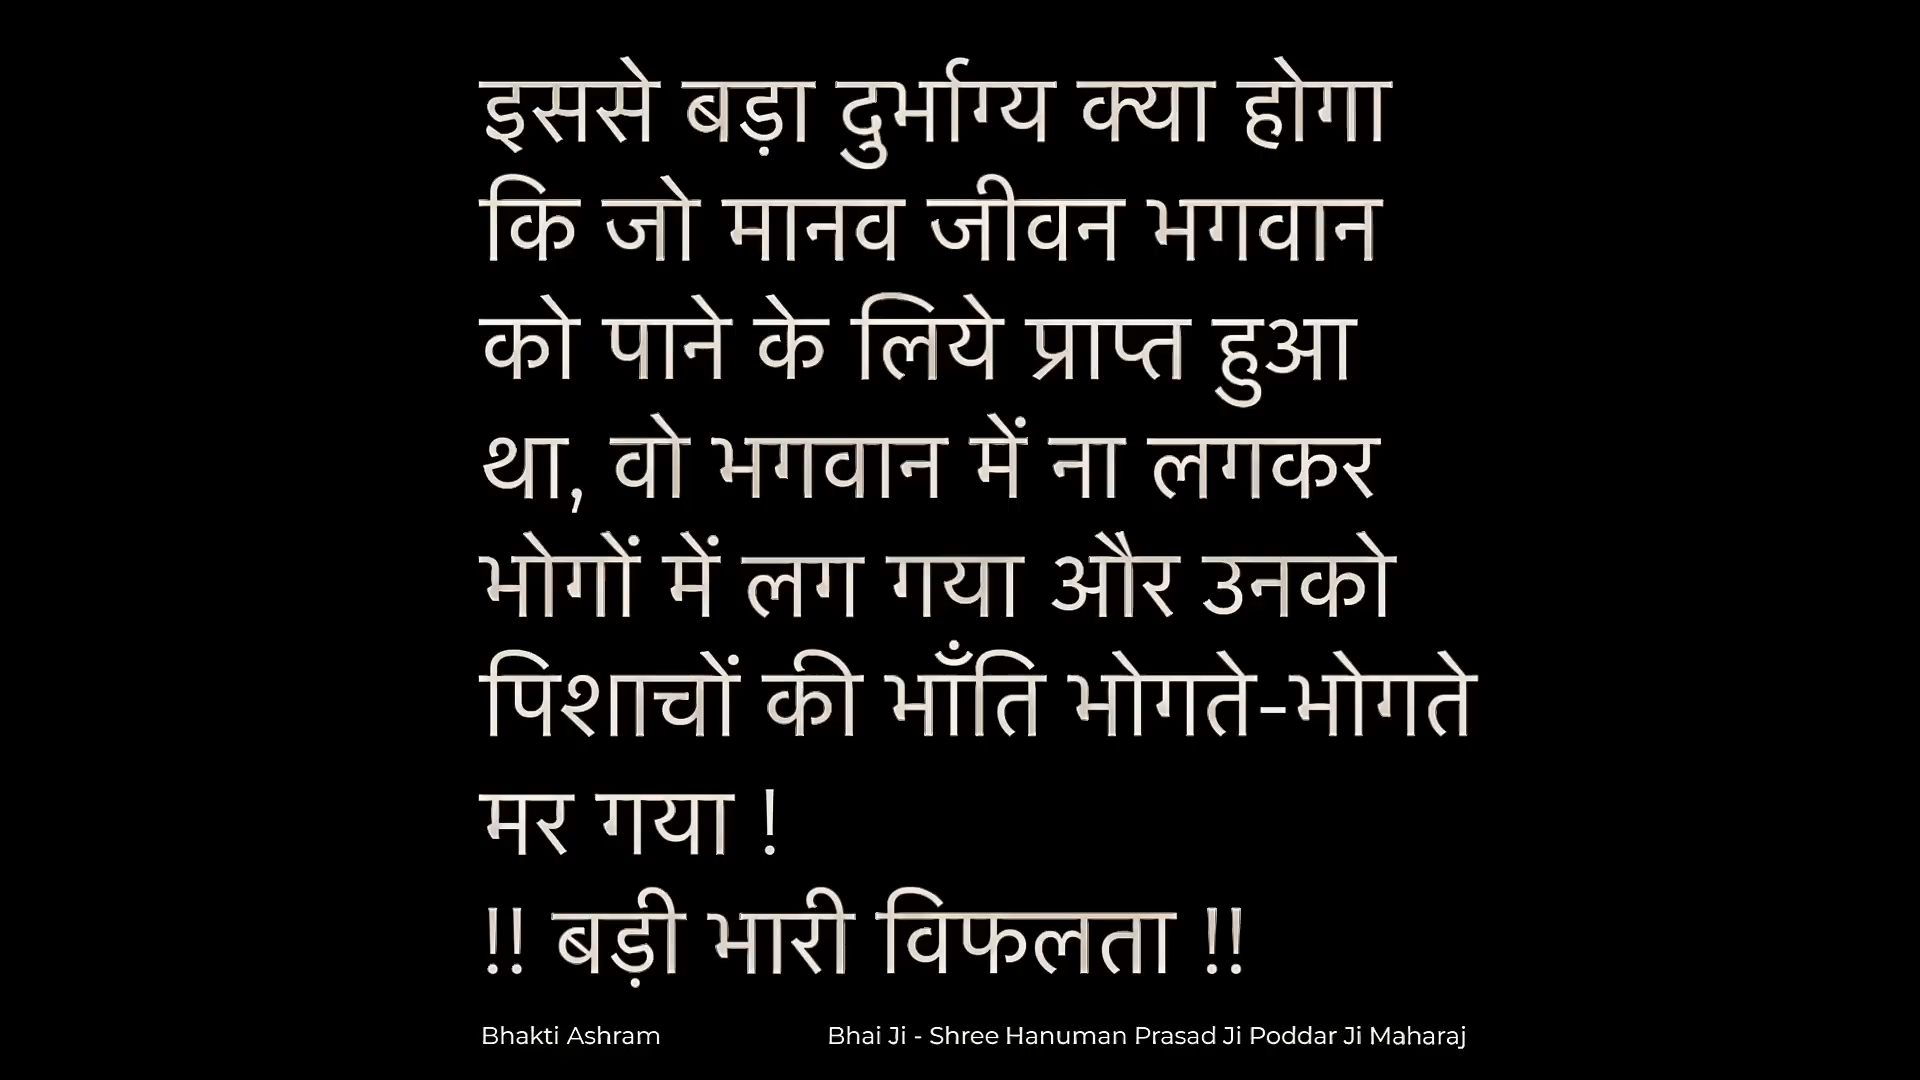 इससे बड़ा दुर्भाग्य क्या होगा
कि जो मानव जीवन भगवान
को पाने के लिये प्राप्त हुआ
था, वो भगवान में ना लगकर
भोगों में लग गया और उनको
पिशाचों की भाँति भोगते-भोगते
मर गया !
!! बड़ी भारी विफलता !!
Bhakti Ashram
Bhai Ji - Shree Hanuman Prasad Ji Poddar Ji Maharaj